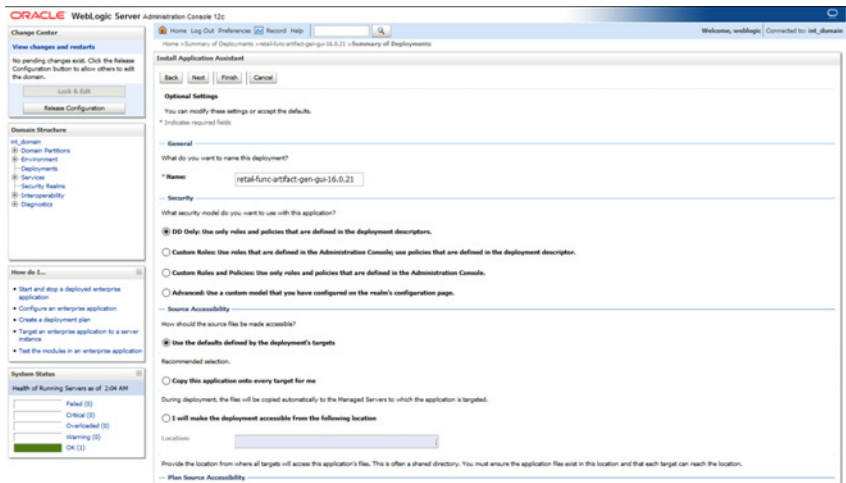 ORACLE WebLogic Server Administration Console 12c
Change Center
View changes and restarts
No pending changes exist. Click the Release
Configuration button to allow others to edit
the domain.
Lock & Edit
Release Configuration
Domain Structure
int_domain
Domain Partitions
Environment
Deployments
Services
Security Realms
Interoperability
Diagnostics
How do I...
Start and stop a deployed enterprise
application
Configure an enterprise application
Create a deployment plan
Target an enterprise application to a server
instance
Test the modules in an enterprise application
System Status
Health of Running Servers as of 2:04 AM
Failed (0)
Critical (0)
Overloaded (0)
Warning (0)
OK (1)
Home Log Out Preferences Record Help
Welcome, weblogic Connected to: int_domain
Home >Summary of Deployments >retail-func-artifact-gen-gui-16.0.21 >Summary of Deployments
Install Application Assistant
Back Next Finish Cancel
Optional Settings
You can modify these settings or accept the defaults.
* Indicates required fields
General
What do you want to name this deployment?
* Name: retail-func-artifact-gen-gui-16.0.21
Security
What security model do you want to use with this application?
DD Only: Use only roles and policies that are defined in the deployment descriptors.
Custom Roles: Use roles that are defined in the Administration Console; use policies that are defined in the deployment descriptor.
Custom Roles and Policies: Use only roles and policies that are defined in the Administration Console.
Advanced: Use a custom model that you have configured on the realm's configuration page.
Source Accessibility
How should the source files be made accessible?
Use the defaults defined by the deployment's targets
Recommended selection.
Copy this application onto every target for me
During deployment, the files will be copied automatically to the Managed Servers to which the application is targeted.
I will make the deployment accessible from the following location
Location:
Provide the location from where all targets will access this application's files. This is often a shared directory. You must ensure the application files exist in this location and that each target can reach the location.
Plan Source Accessibility